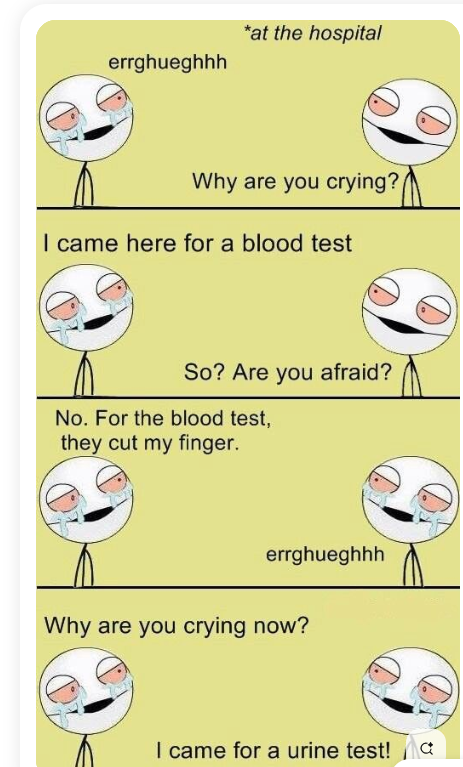 *at the hospital
errghueghhh
Why are you crying?
I came here for a blood test
So? Are you afraid?
No. For the blood test,
they cut my finger.
errghueghhh
Why are you crying now?
I came for a urine test!